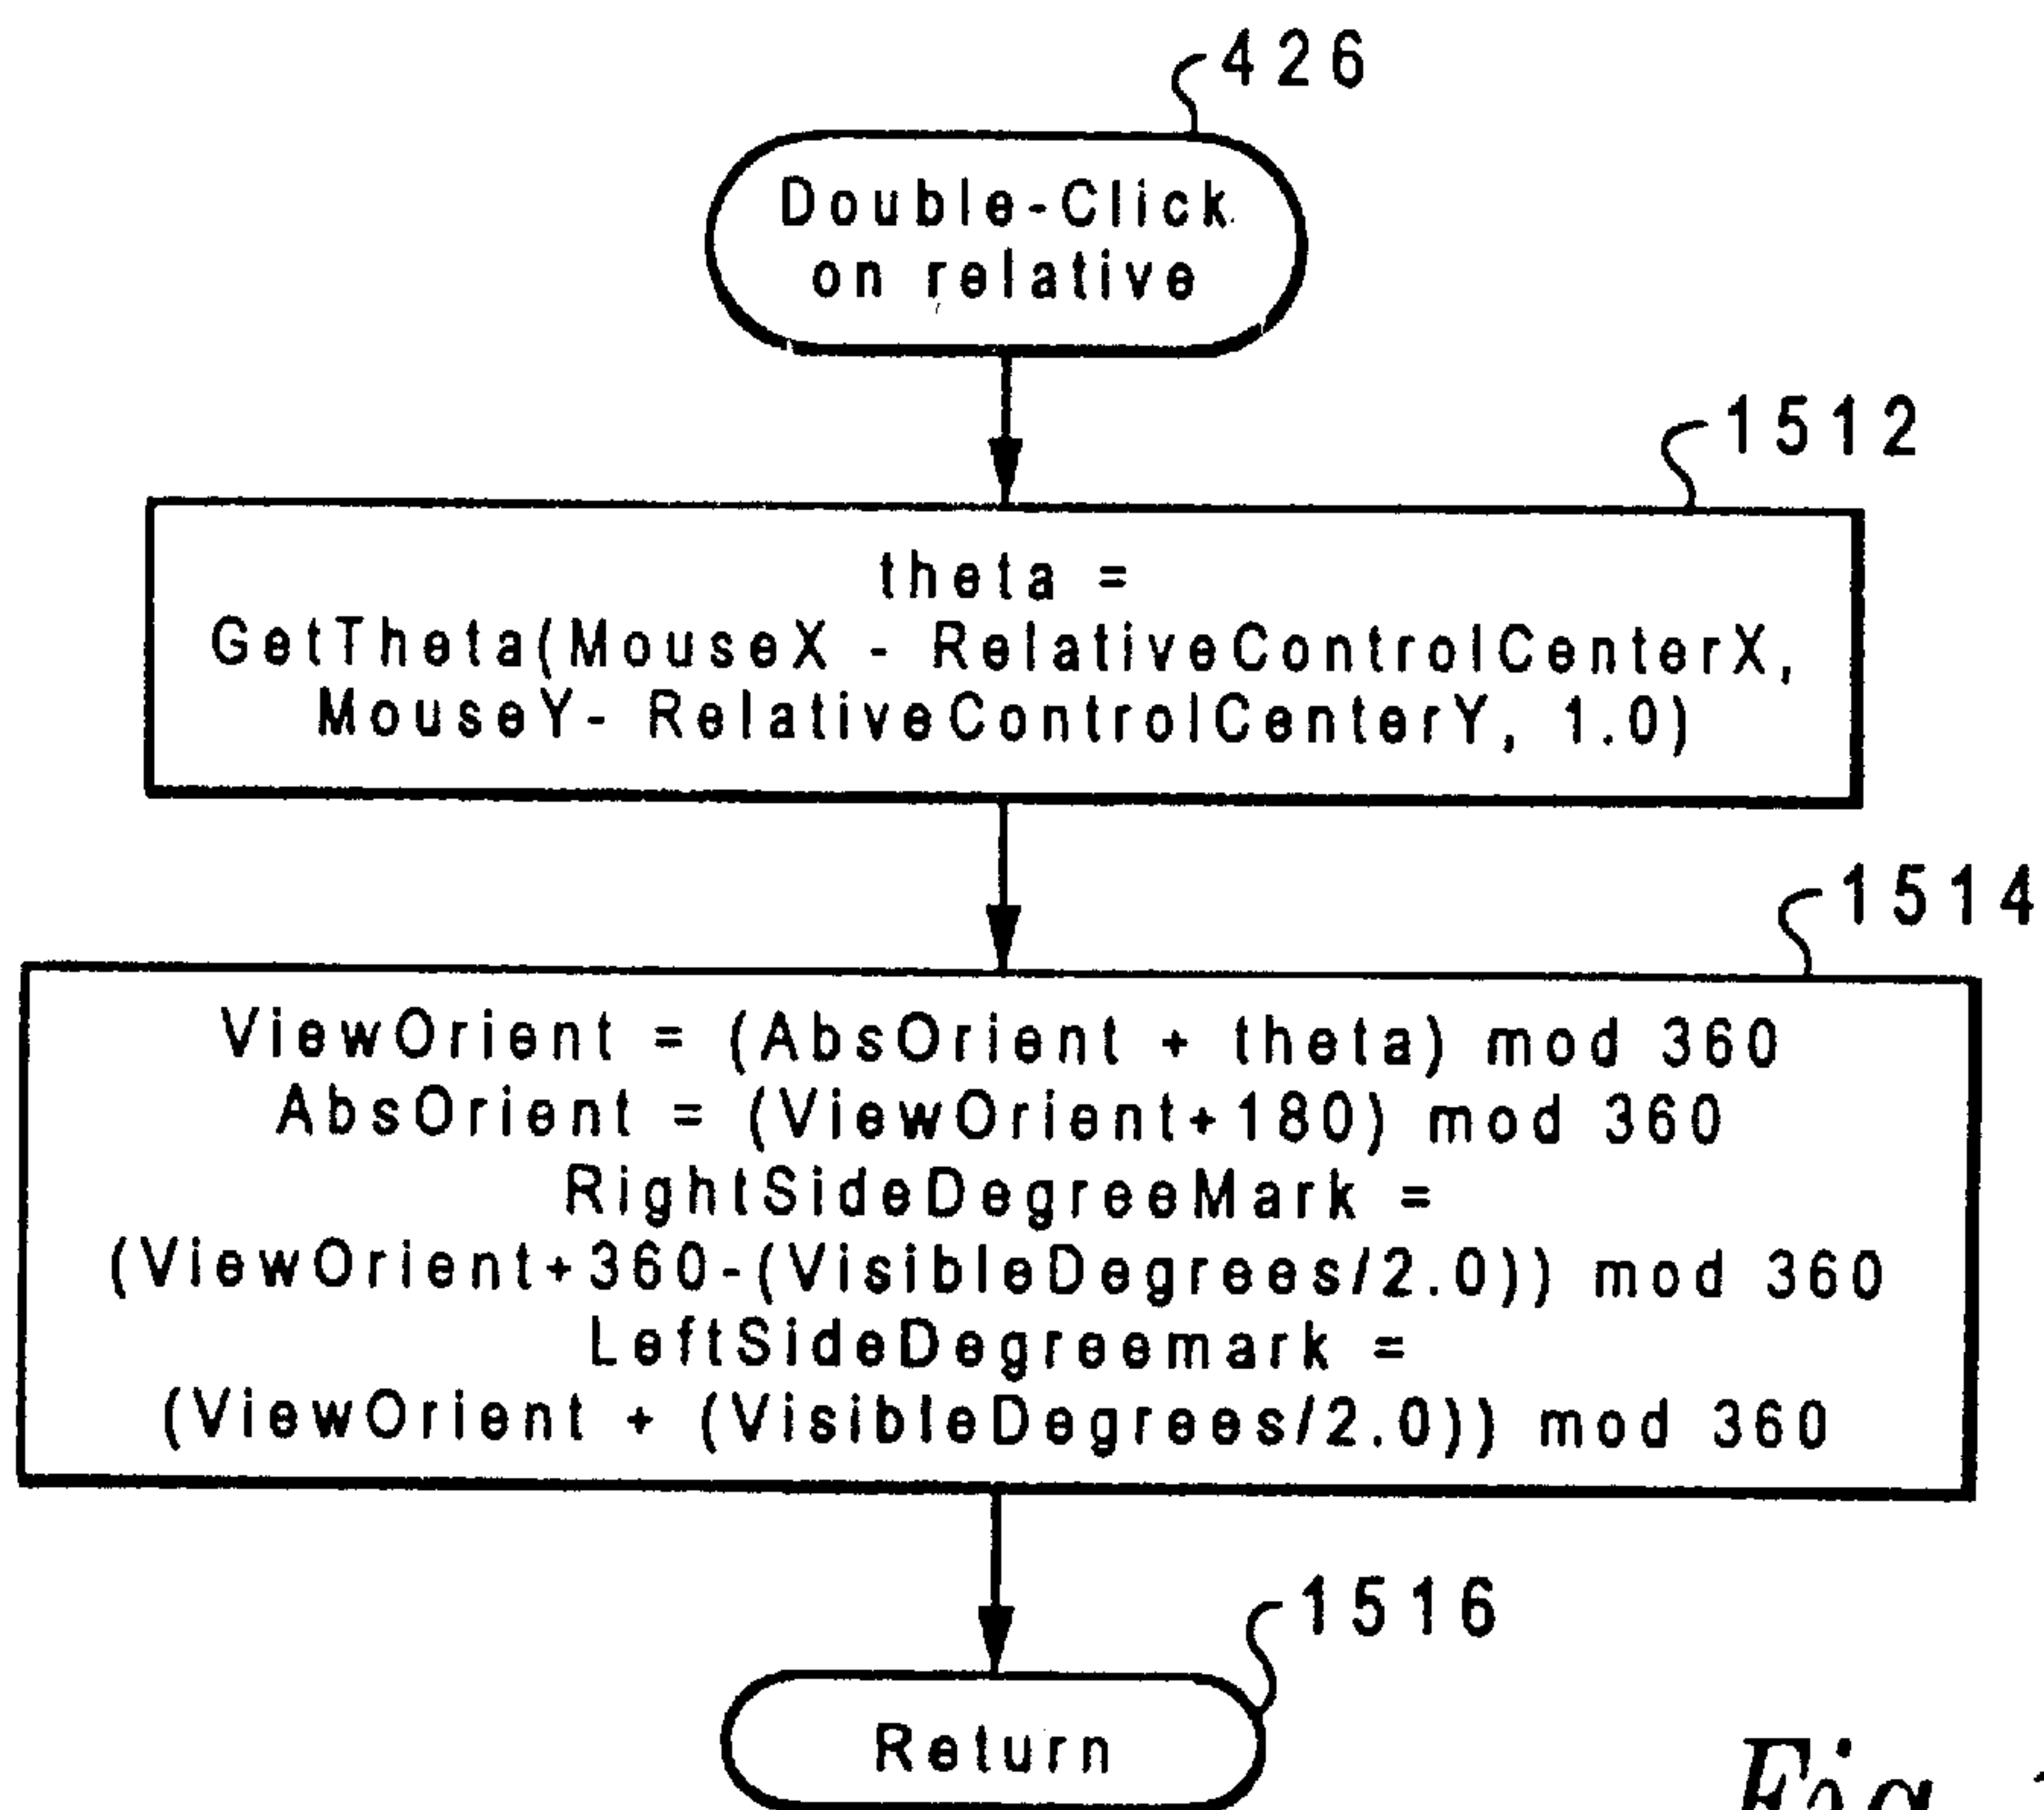 426
Double-Click
on relative
1512
theta =
GetTheta(MouseX - RelativeControlCenterX,
MouseY- RelativeControlCenterY, 1.0)
1514
ViewOrient = (AbsOrient + theta) mod 360
AbsOrient = (ViewOrient+180) mod 360
RightSideDegreeMark =
(ViewOrient+360-(VisibleDegrees/2.0)) mod 360
LeftSideDegreemark =
(ViewOrient + (VisibleDegrees/2.0)) mod 360
1516
Return
Fig.